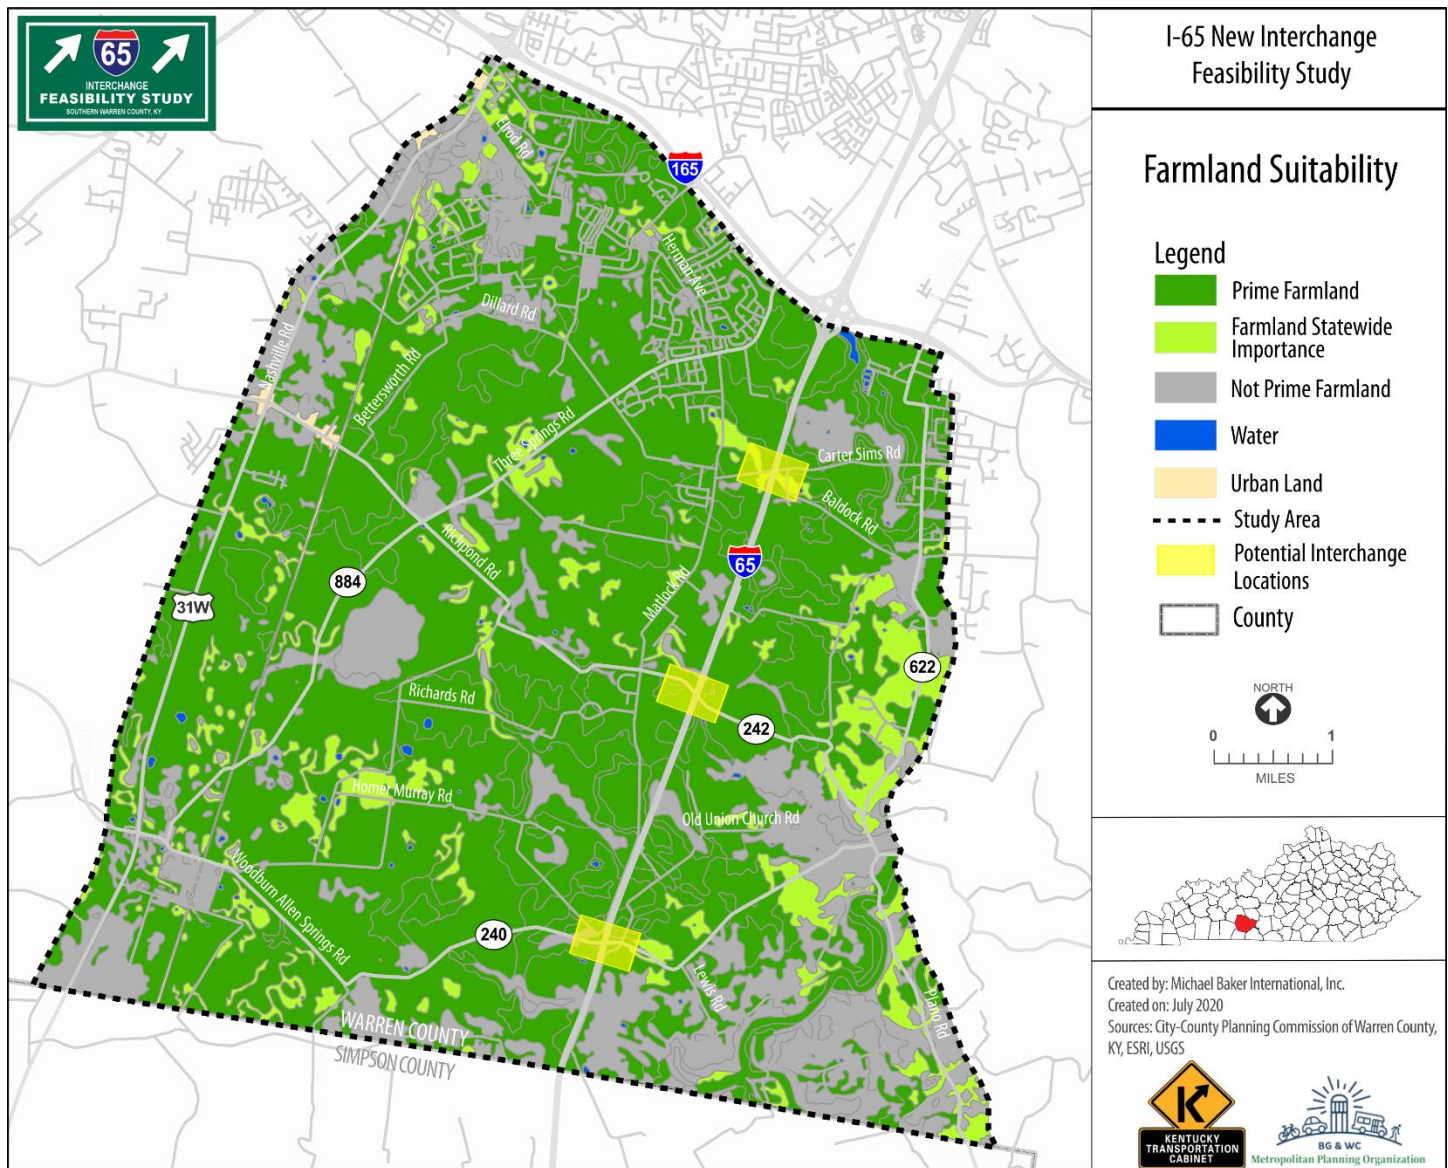 65
INTERCHANGE
FEASIBILITY STUDY
SOUTHERN WARREN COUNTY, KY
I-65 New Interchange
Feasibility Study
Farmland Suitability
Legend
Prime Farmland
Farmland Statewide
Importance
Not Prime Farmland
Water
Urban Land
Study Area
Potential Interchange
Locations
County
NORTH
0 1
MILES
Created by: Michael Baker International, Inc.
Created on: July 2020
Sources: City-County Planning Commission of Warren County,
KY, ESRI, USGS
KENTUCKY
TRANSPORTATION
CABINET
BG & WC
Metropolitan Planning Organization
Elrod Rd
165
Herman Ave
Dillard Rd
Nashville Rd
Bettersworth Rd
Three Springs Rd
Carter Sims Rd
Baldock Rd
Richpond Rd
65
884
Matlock Rd
31W
622
Richards Rd
242
Homer Murray Rd
Old Union Church Rd
Woodburn Allen Springs Rd
240
Lewis Rd
Plano Rd
WARREN COUNTY
SIMPSON COUNTY